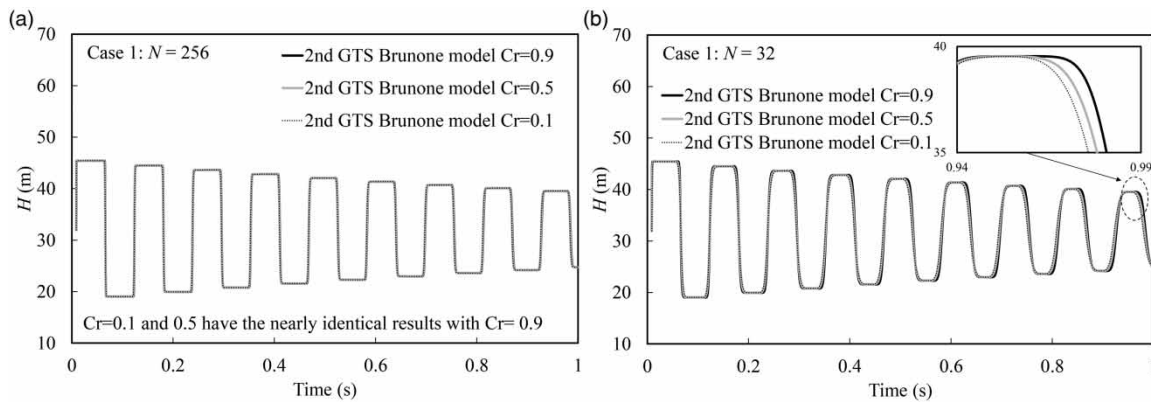 (a)
70
60
50
40
30
20
10
H (m)
Case 1: N = 256
2nd GTS Brunone model Cr=0.9
2nd GTS Brunone model Cr=0.5
2nd GTS Brunone model Cr=0.1
Cr=0.1 and 0.5 have the nearly identical results with Cr= 0.9
0 0.2 0.4 0.6 0.8 1
Time (s)
(b)
70
60
50
40
30
20
10
H (m)
Case 1: N = 32
2nd GTS Brunone model Cr=0.9
2nd GTS Brunone model Cr=0.5
2nd GTS Brunone model Cr=0.1
40
35
0.94 0.99
0 0.2 0.4 0.6 0.8 1
Time (s)